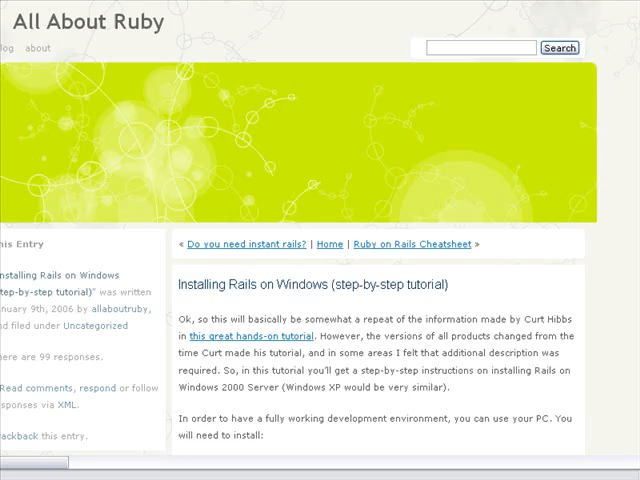 All About Ruby
log about
Search
his Entry
nstalling Rails on Windows
tep-by-step tutorial)" was written
nuary 9th, 2006 by allaboutruby,
nd filed under Uncategorized
here are 99 responses.
Read comments, respond or follow
sponses via XML.
rackback this entry.
« Do you need instant rails? | Home | Ruby on Rails Cheatsheet »
Installing Rails on Windows (step-by-step tutorial)
Ok, so this will basically be somewhat a repeat of the information made by Curt Hibbs
in this great hands-on tutorial. However, the versions of all products changed from the
time Curt made his tutorial, and in some areas I felt that additional description was
required. So, in this tutorial you'll get a step-by-step instructions on installing Rails on
Windows 2000 Server (Windows XP would be very similar).
In order to have a fully working development environment, you can use your PC. You
will need to install: